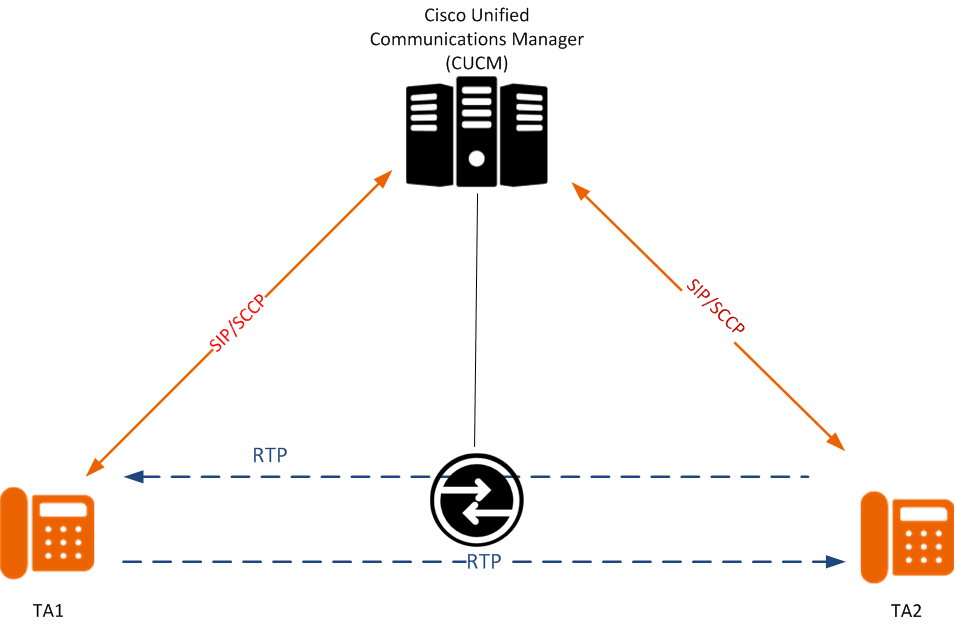 Cisco Unified
Communications Manager
(CUCM)
SIP/SCCP
SIP/SCCP
RTP
RTP
TA1
TA2